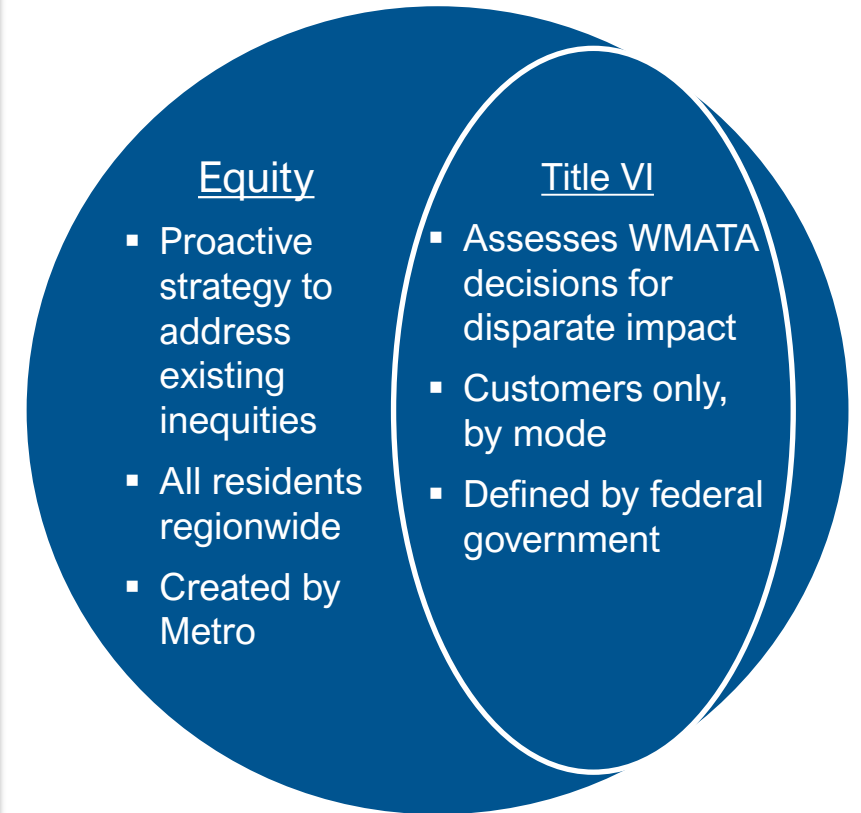 Equity
▪ Proactive
strategy to
address
existing
inequities
▪ All residents
regionwide
▪ Created by
Metro
Title VI
▪ Assesses WMATA
decisions for
disparate impact
▪ Customers only,
by mode
▪ Defined by federal
government